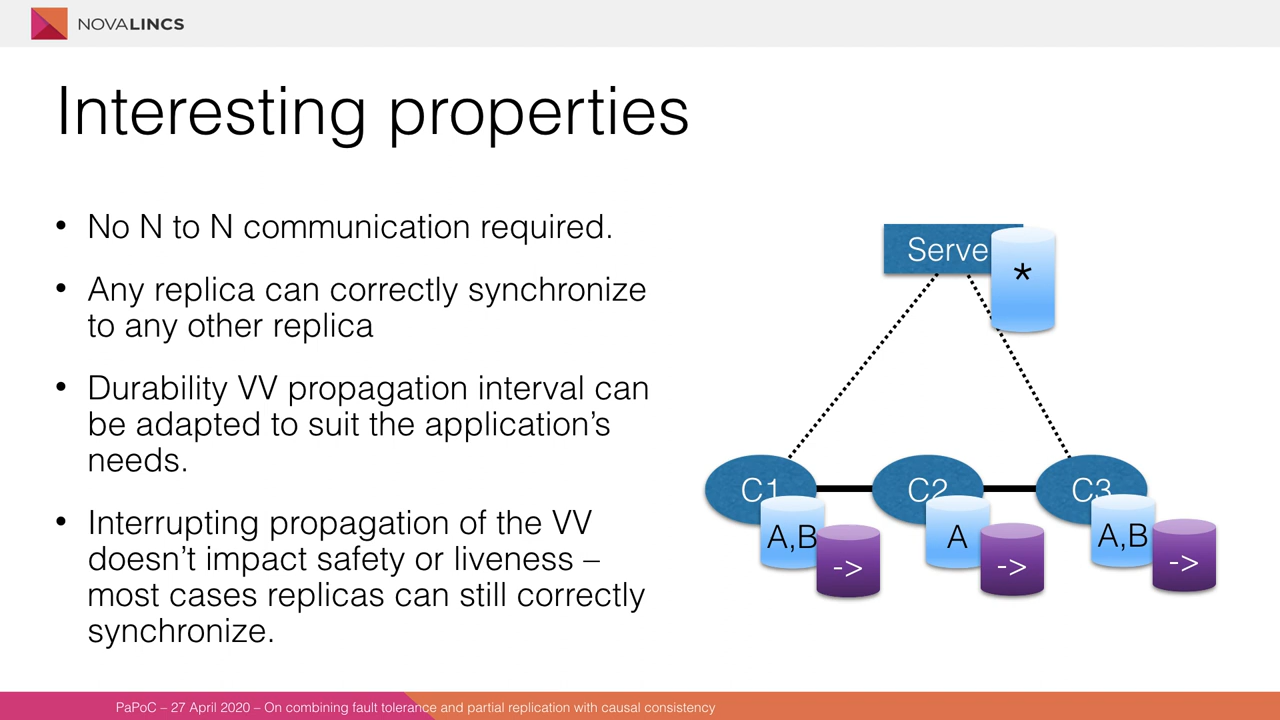 NOVALINCS
Interesting properties
• No N to N communication required.
• Any replica can correctly synchronize
to any other replica
• Durability VV propagation interval can
be adapted to suit the application’s
needs.
• Interrupting propagation of the VV
doesn’t impact safety or liveness –
most cases replicas can still correctly
synchronize.
Serve
*
C1
C2
C3
A,B
->
A
->
A,B
->
PaPoC – 27 April 2020 – On combining fault tolerance and partial replication with causal consistency